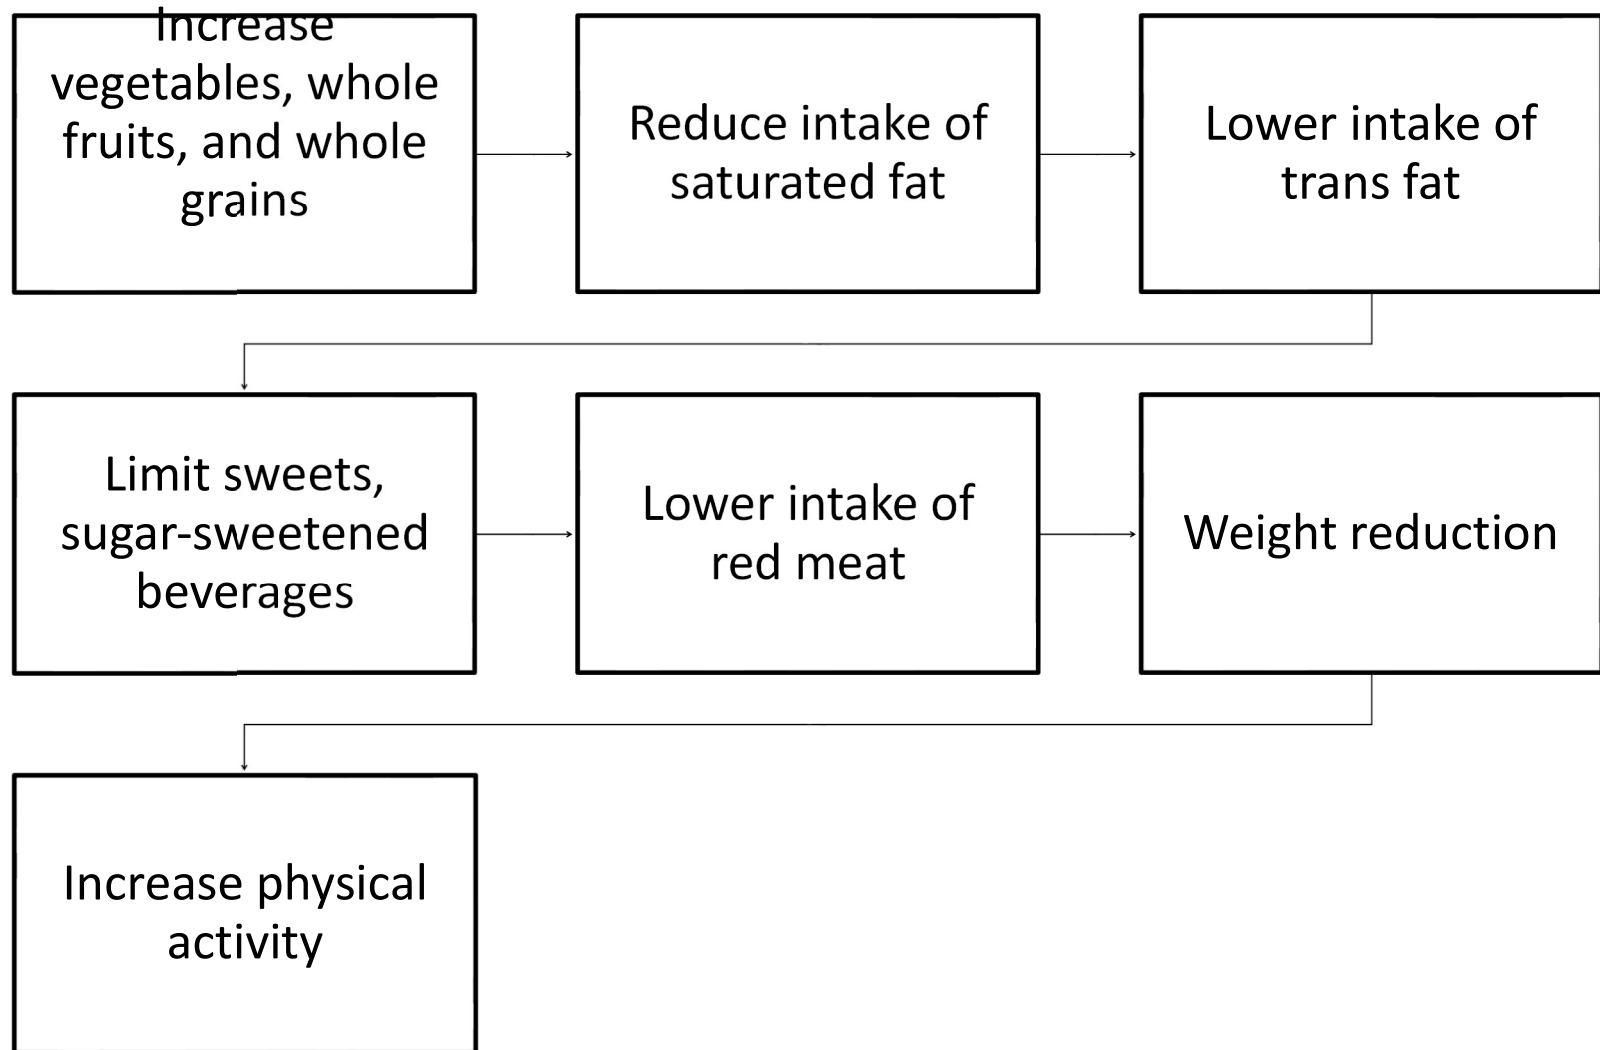 Increase
vegetables, whole
fruits, and whole
grains
Reduce intake of
saturated fat
Lower intake of
trans fat
Limit sweets,
sugar-sweetened
beverages
Lower intake of
red meat
Weight reduction
Increase physical
activity